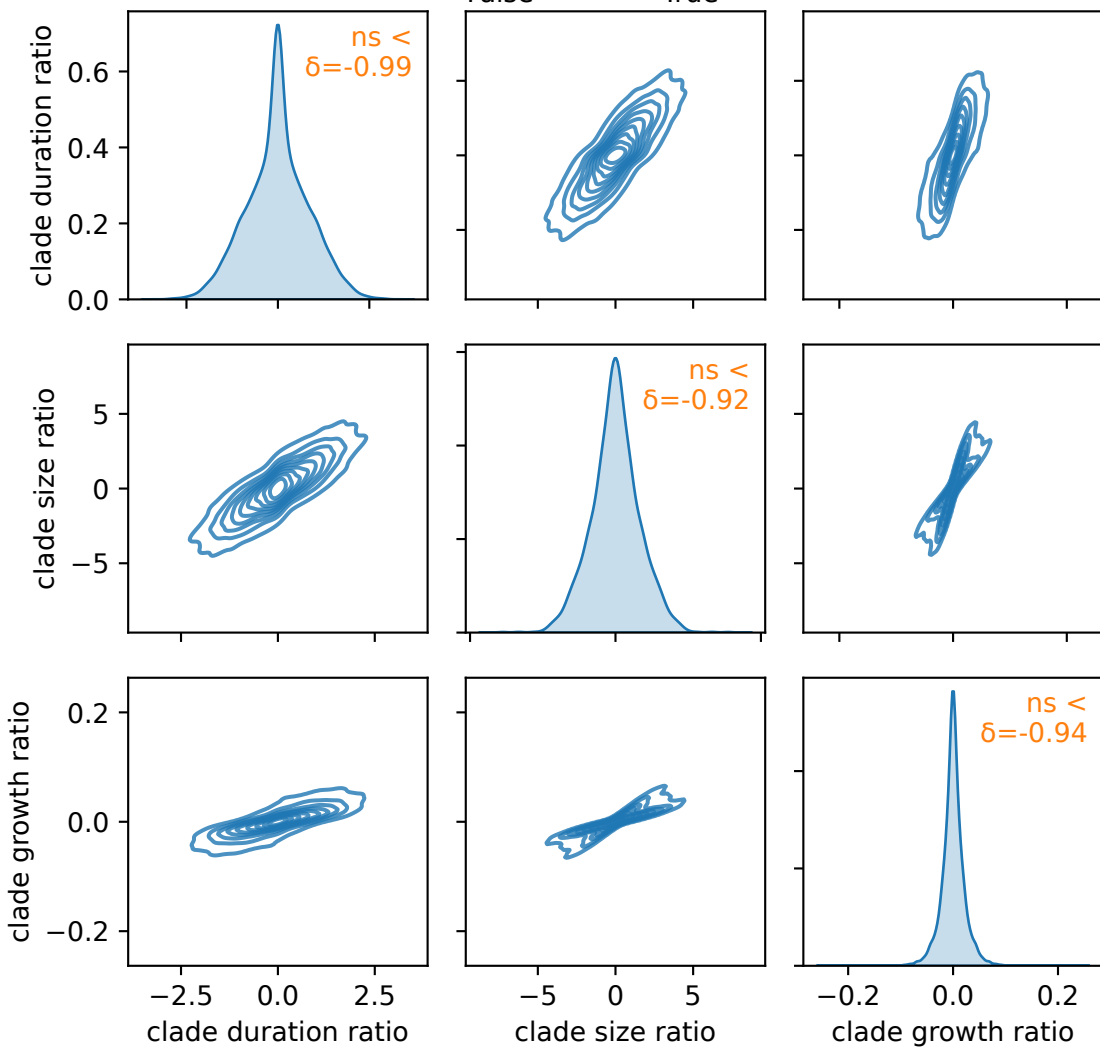 clade duration ratio
0.6
0.4
0.2
0.0
ns <
δ=-0.99
clade size ratio
5
0
−5
ns <
δ=-0.92
clade growth ratio
0.2
0.0
−0.2
ns <
δ=-0.94
−2.5 0.0 2.5
−5 0 5
−0.2 0.0 0.2
clade duration ratio
clade size ratio
clade growth ratio